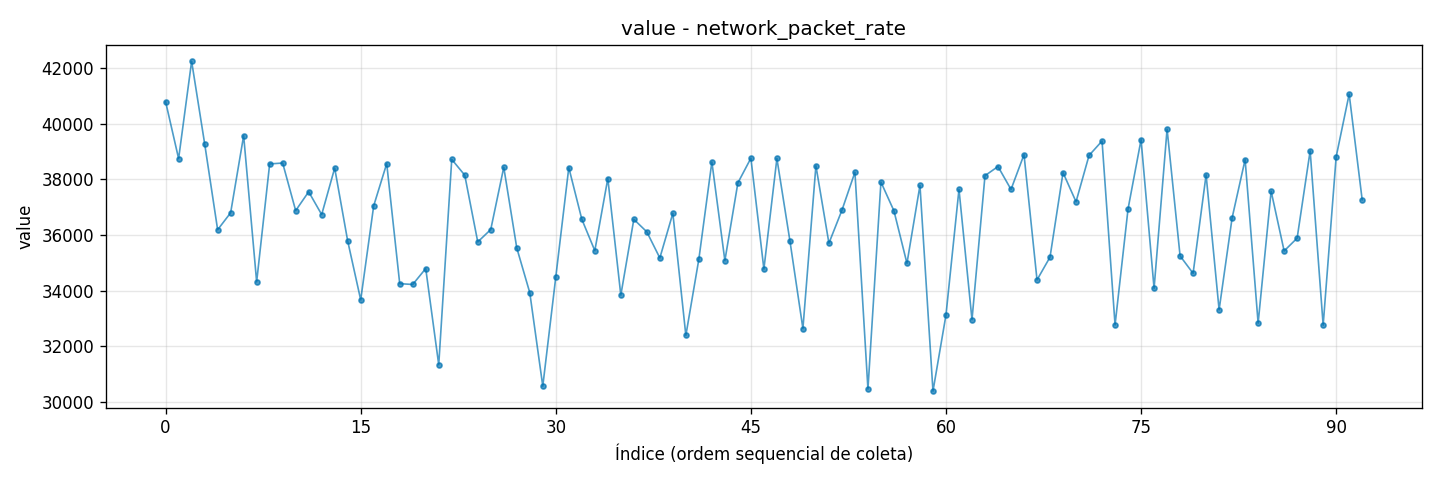 value - network_packet_rate
value
42000
40000
38000
36000
34000
32000
30000
0 15 30 45 60 75 90
Índice (ordem sequencial de coleta)